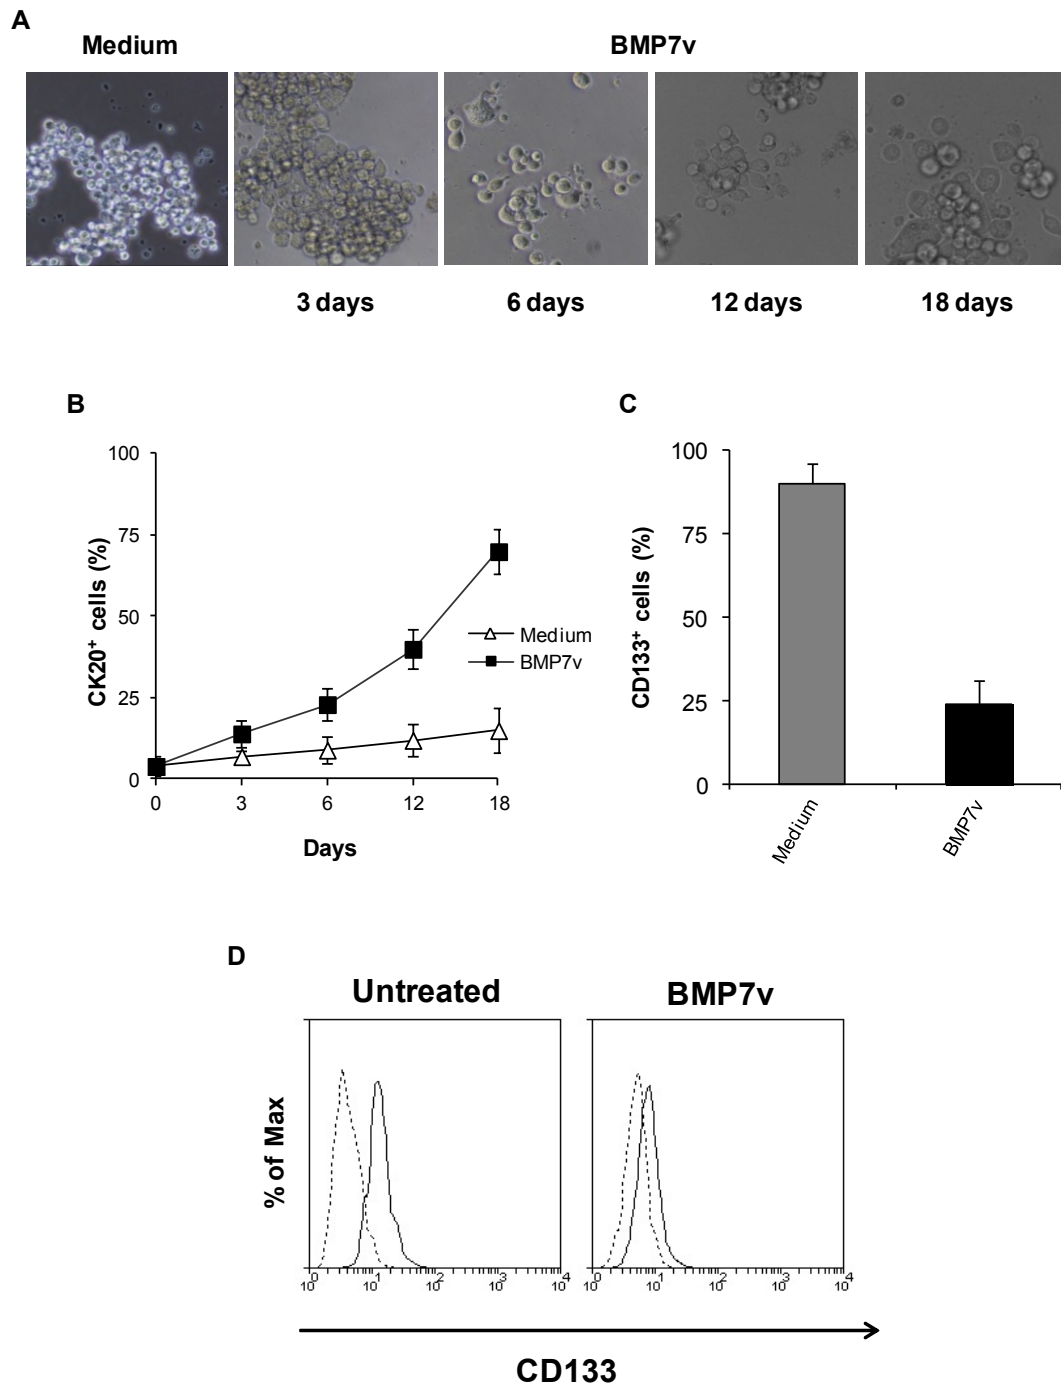 A
Medium
BMP7v
3 days
6 days
12 days
18 days
B
CK20⁺ cells (%)
100
75
50
25
0
0 3 6 12 18
Days
Medium
BMP7v
C
CD133⁺ cells (%)
100
75
50
25
0
Medium
BMP7v
D
Untreated
BMP7v
% of Max
10⁰ 10¹ 10² 10³ 10⁴
10⁰ 10¹ 10² 10³ 10⁴
CD133